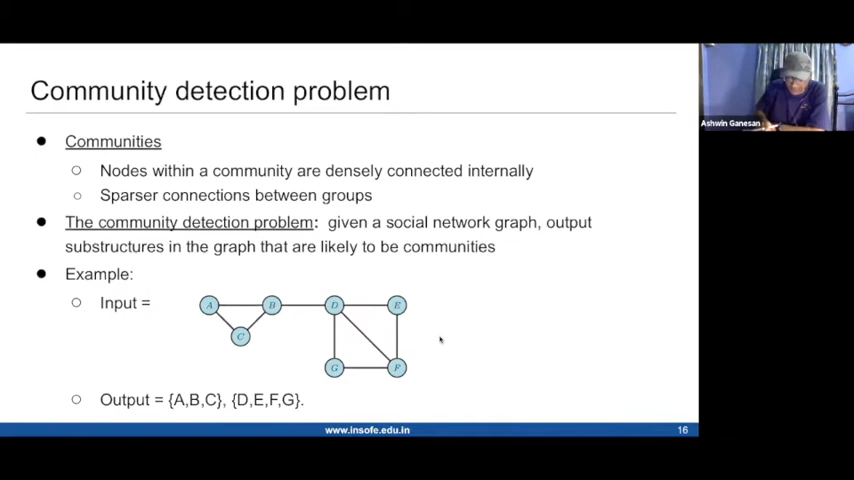 Community detection problem
Ashwin Ganesan
● Communities
○ Nodes within a community are densely connected internally
○ Sparser connections between groups
● The community detection problem: given a social network graph, output
substructures in the graph that are likely to be communities
● Example:
○ Input =
A B D E
C
G F
○ Output = {A,B,C}, {D,E,F,G}.
www.insofe.edu.in
16